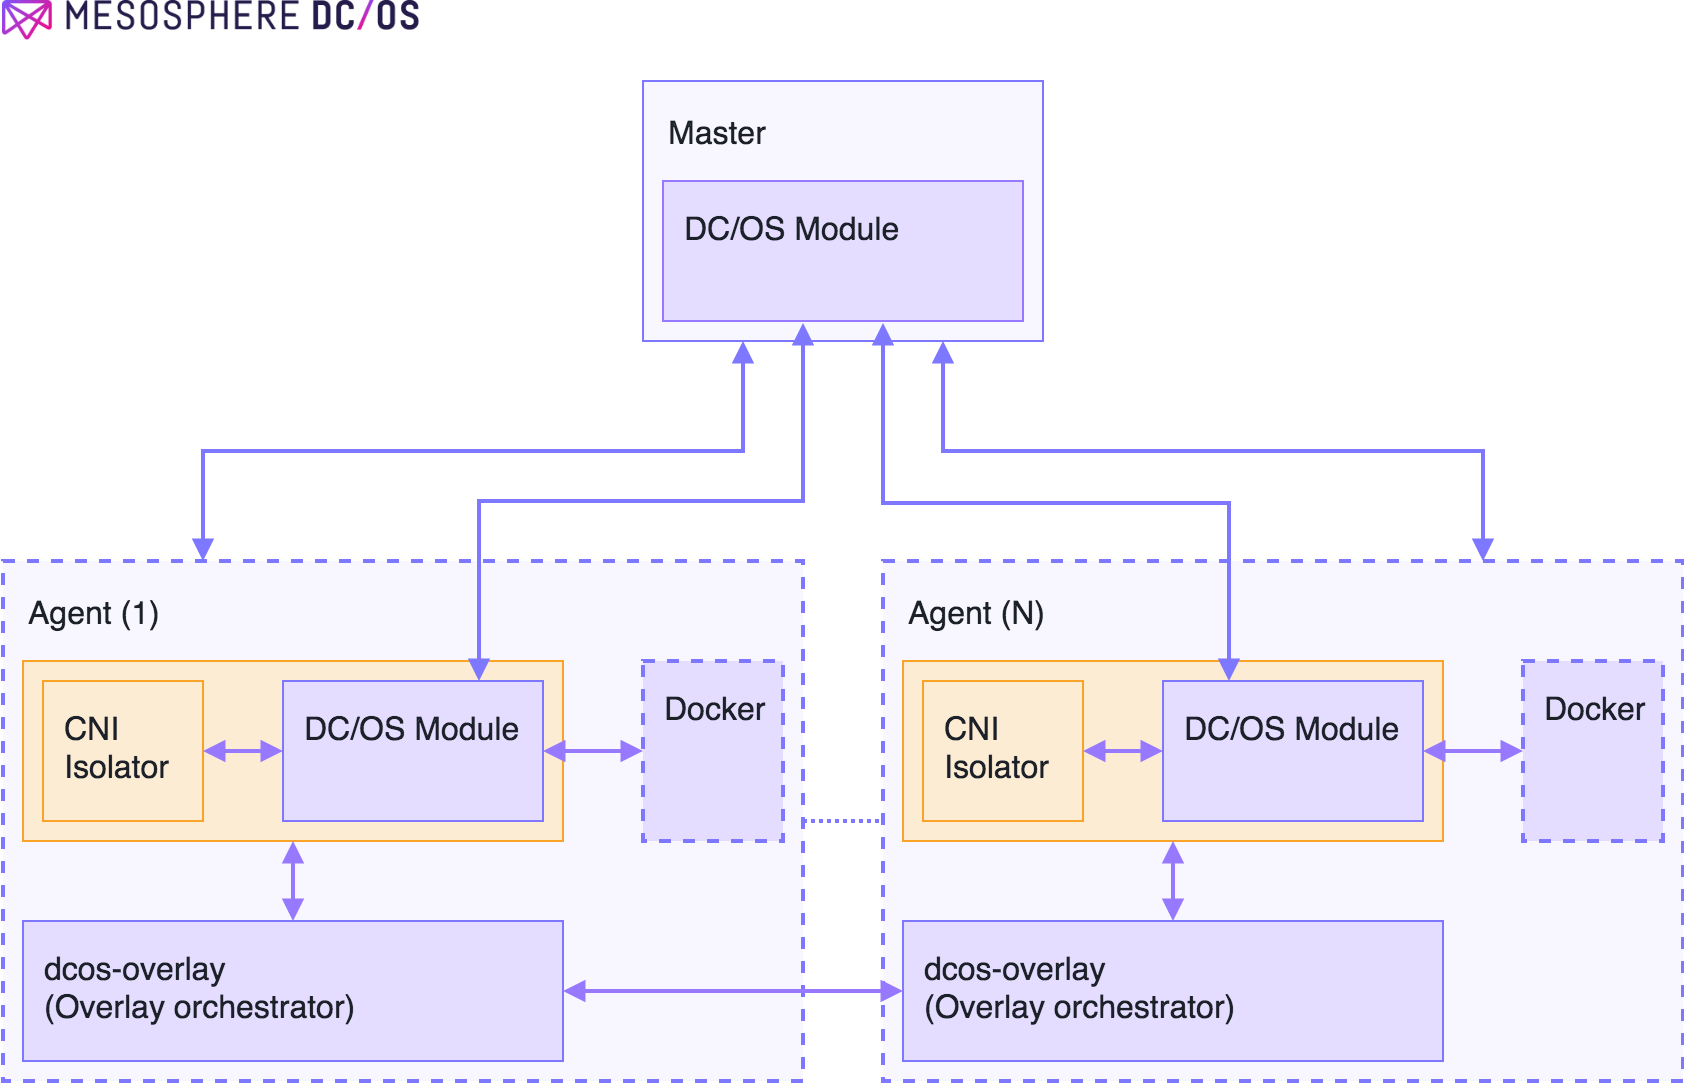 MESOSPHERE DC/OS
Master
DC/OS Module
Agent (1)
CNI
Isolator
DC/OS Module
Docker
dcos-overlay
(Overlay orchestrator)
Agent (N)
CNI
Isolator
DC/OS Module
Docker
dcos-overlay
(Overlay orchestrator)